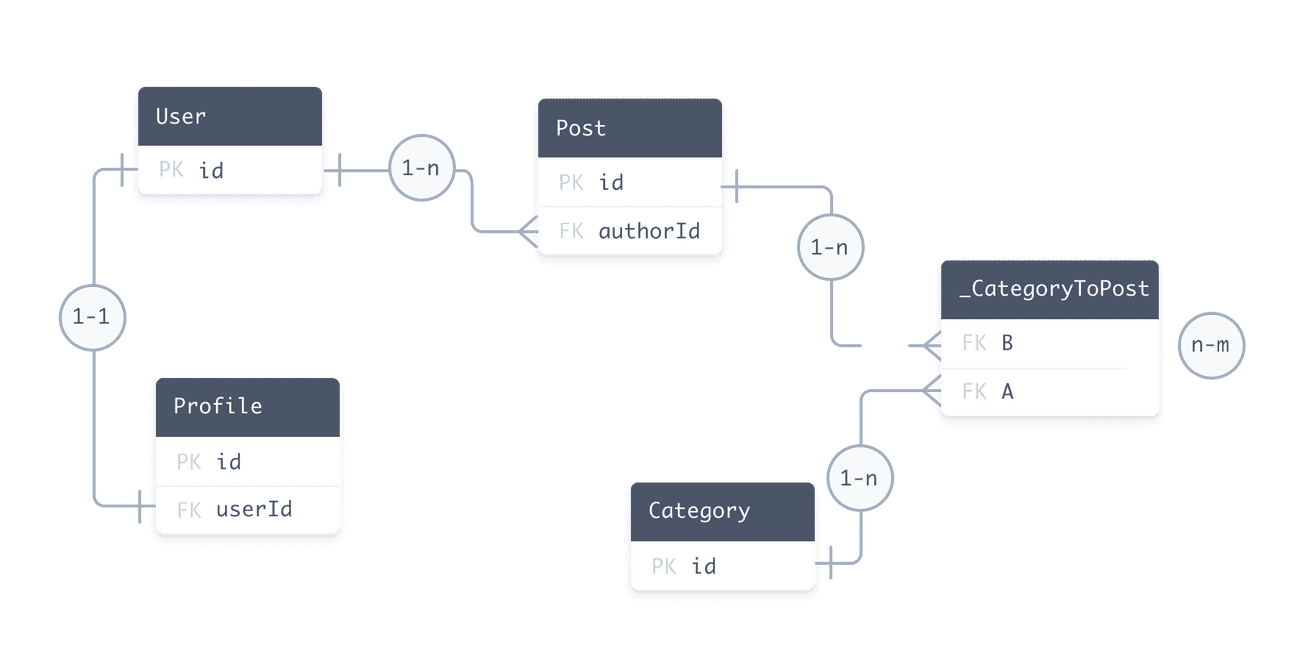 User
PK id
1-n
Post
PK id
FK authorId
1-n
_CategoryToPost
FK B
FK A
n-m
1-1
Profile
PK id
FK userId
1-n
Category
PK id